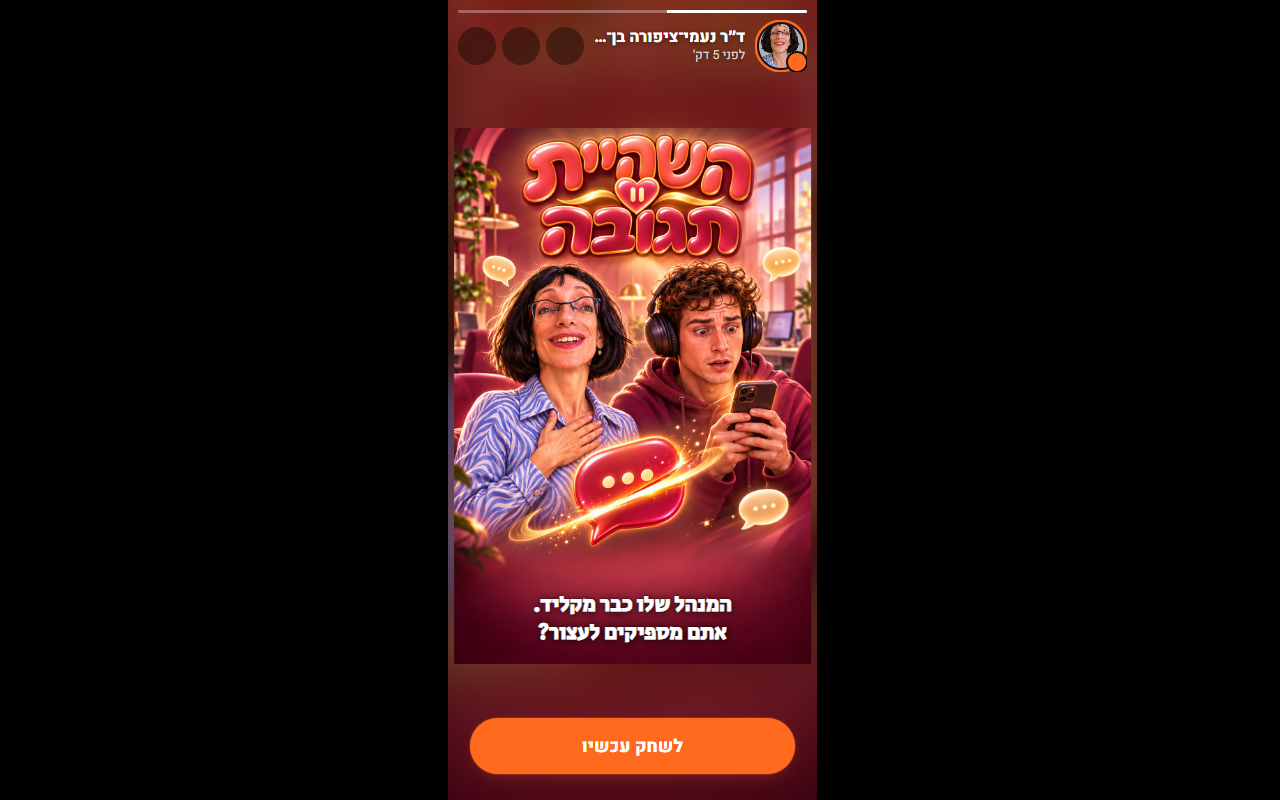 ד״ר נעמי־ציפורה בן־...
לפני 5 דק'
השהיית
תגובה
המנהל שלו כבר מקליד.
אתם מספיקים לעצור?
לשחק עכשיו